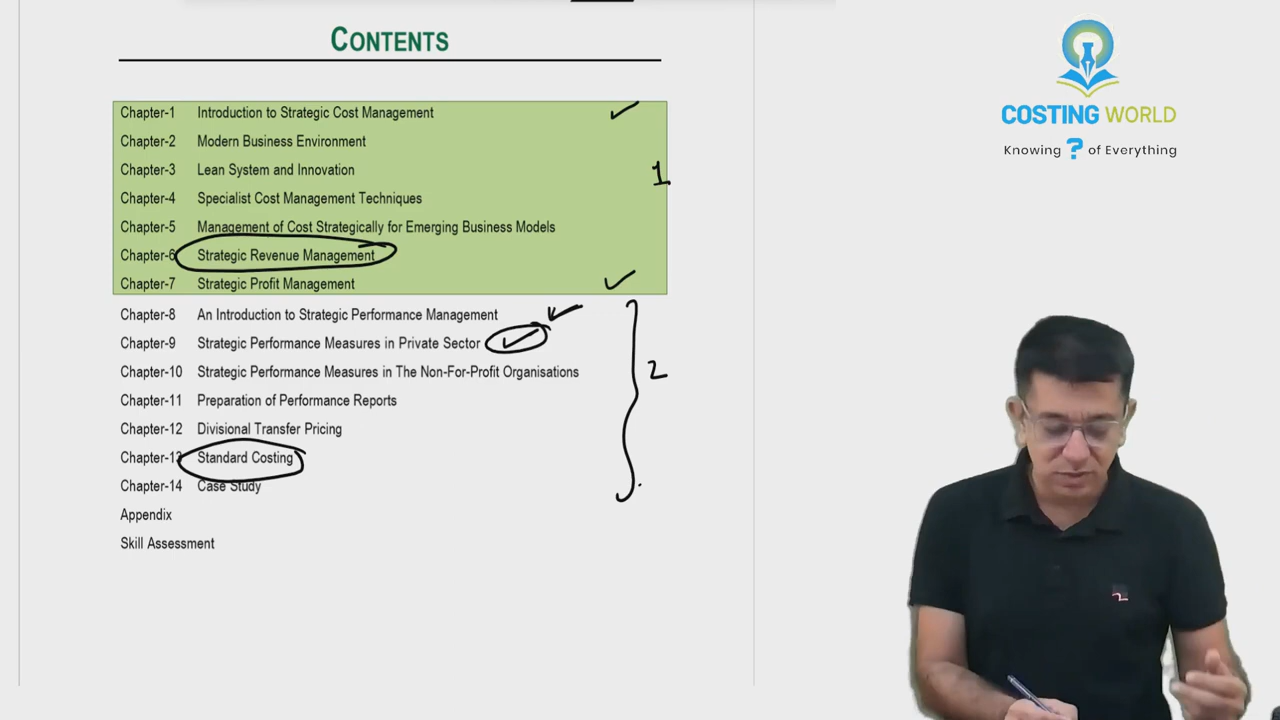 CONTENTS
Chapter-1 Introduction to Strategic Cost Management
Chapter-2 Modern Business Environment
Chapter-3 Lean System and Innovation
1
Chapter-4 Specialist Cost Management Techniques
Chapter-5 Management of Cost Strategically for Emerging Business Models
Chapter-6 Strategic Revenue Management
Chapter-7 Strategic Profit Management
Chapter-8 An Introduction to Strategic Performance Management
Chapter-9 Strategic Performance Measures in Private Sector
Chapter-10 Strategic Performance Measures in The Non-For-Profit Organisations
2
Chapter-11 Preparation of Performance Reports
Chapter-12 Divisional Transfer Pricing
Chapter-13 Standard Costing
Chapter-14 Case Study
Appendix
Skill Assessment
COSTING WORLD
Knowing ? of Everything